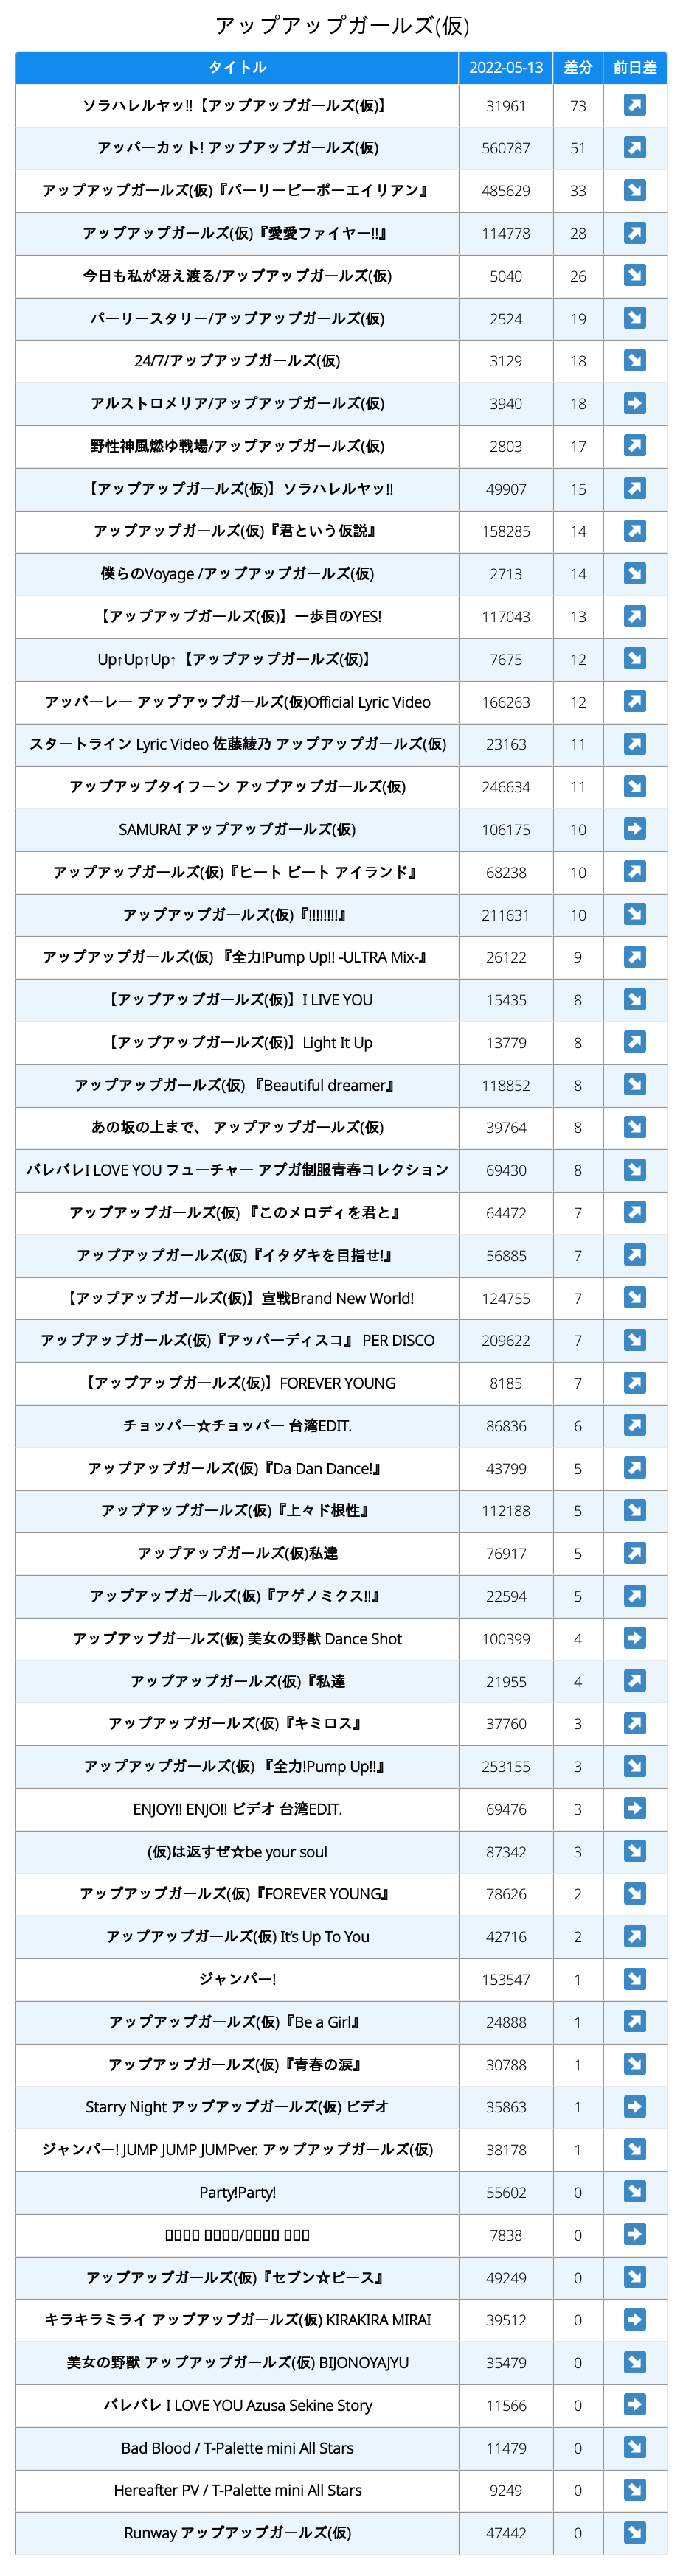 アップアップガールズ(仮)
タイトル 2022-05-13 差分 前日差
ソラハレルヤッ!!【アップアップガールズ(仮)】 31961 73
アッパーカット! アップアップガールズ(仮) 560787 51
アップアップガールズ(仮)『パーリーピーポーエイリアン』 485629 33
アップアップガールズ(仮)『愛愛ファイヤー!!』 114778 28
今日も私が冴え渡る/アップアップガールズ(仮) 5040 26
パーリースタリー/アップアップガールズ(仮) 2524 19
24/7/アップアップガールズ(仮) 3129 18
アルストロメリア/アップアップガールズ(仮) 3940 18
野性神風燃ゆ戦場/アップアップガールズ(仮) 2803 17
【アップアップガールズ(仮)】ソラハレルヤッ!! 49907 15
アップアップガールズ(仮)『君という仮説』 158285 14
僕らのVoyage /アップアップガールズ(仮) 2713 14
【アップアップガールズ(仮)】一歩目のYES! 117043 13
Up↑Up↑Up↑【アップアップガールズ(仮)】 7675 12
アッパーレー アップアップガールズ(仮)Official Lyric Video 166263 12
スタートライン Lyric Video 佐藤綾乃 アップアップガールズ(仮) 23163 11
アップアップタイフーン アップアップガールズ(仮) 246634 11
SAMURAI アップアップガールズ(仮) 106175 10
アップアップガールズ(仮)『ヒート ビート アイランド』 68238 10
アップアップガールズ(仮)『!!!!!!!!』 211631 10
アップアップガールズ(仮) 『全力!Pump Up!! -ULTRA Mix-』 26122 9
【アップアップガールズ(仮)】I LIVE YOU 15435 8
【アップアップガールズ(仮)】Light It Up 13779 8
アップアップガールズ(仮) 『Beautiful dreamer』 118852 8
あの坂の上まで、 アップアップガールズ(仮) 39764 8
バレバレI LOVE YOU フューチャー アプガ制服青春コレクション 69430 8
アップアップガールズ(仮) 『このメロディを君と』 64472 7
アップアップガールズ(仮)『イタダキを目指せ!』 56885 7
【アップアップガールズ(仮)】宣戦Brand New World! 124755 7
アップアップガールズ(仮)『アッパーディスコ』 PER DISCO 209622 7
【アップアップガールズ(仮)】FOREVER YOUNG 8185 7
チョッパー☆チョッパー 台湾EDIT. 86836 6
アップアップガールズ(仮)『Da Dan Dance!』 43799 5
アップアップガールズ(仮)『上々ド根性』 112188 5
アップアップガールズ(仮)私達 76917 5
アップアップガールズ(仮)『アゲノミクス!!』 22594 5
アップアップガールズ(仮) 美女の野獣 Dance Shot 100399 4
アップアップガールズ(仮)『私達 21955 4
アップアップガールズ(仮)『キミロス』 37760 3
アップアップガールズ(仮) 『全力!Pump Up!!』 253155 3
ENJOY!! ENJO!! ビデオ 台湾EDIT. 69476 3
(仮)は返すぜ☆be your soul 87342 3
アップアップガールズ(仮)『FOREVER YOUNG』 78626 2
アップアップガールズ(仮) It's Up To You 42716 2
ジャンパー! 153547 1
アップアップガールズ(仮)『Be a Girl』 24888 1
アップアップガールズ(仮)『青春の涙』 30788 1
Starry Night アップアップガールズ(仮) ビデオ 35863 1
ジャンパー! JUMP JUMP JUMPver. アップアップガールズ(仮) 38178 1
Party!Party! 55602 0
7838 0
アップアップガールズ(仮)『セブン☆ピース』 49249 0
キラキラミライ アップアップガールズ(仮) KIRAKIRA MIRAI 39512 0
美女の野獣 アップアップガールズ(仮) BIJONOYAJYU 35479 0
バレバレ I LOVE YOU Azusa Sekine Story 11566 0
Bad Blood / T-Palette mini All Stars 11479 0
Hereafter PV / T-Palette mini All Stars 9249 0
Runway アップアップガールズ(仮) 47442 0